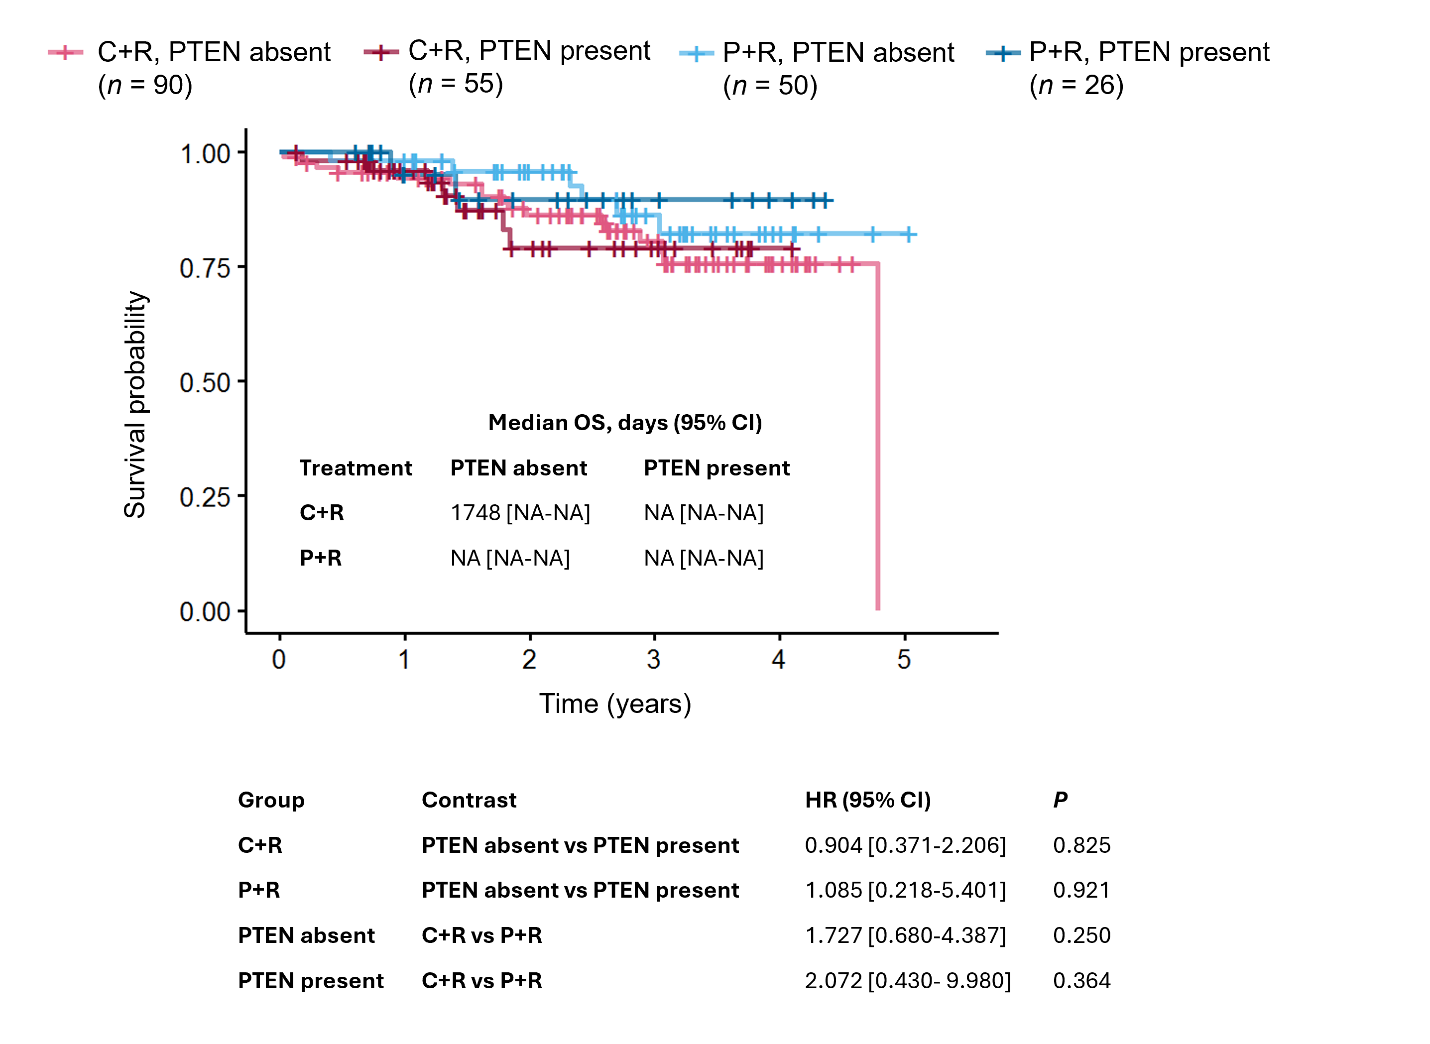 C+R, PTEN absent
(n = 90)
C+R, PTEN present
(n = 55)
P+R, PTEN absent
(n = 50)
P+R, PTEN present
(n = 26)
Survival probability
1.00
0.75
0.50
0.25
0.00
Median OS, days (95% CI)
Treatment PTEN absent PTEN present
C+R 1748 [NA-NA] NA [NA-NA]
P+R NA [NA-NA] NA [NA-NA]
0 1 2 3 4 5
Time (years)
Group Contrast HR (95% CI) P
C+R PTEN absent vs PTEN present 0.904 [0.371-2.206] 0.825
P+R PTEN absent vs PTEN present 1.085 [0.218-5.401] 0.921
PTEN absent C+R vs P+R 1.727 [0.680-4.387] 0.250
PTEN present C+R vs P+R 2.072 [0.430- 9.980] 0.364